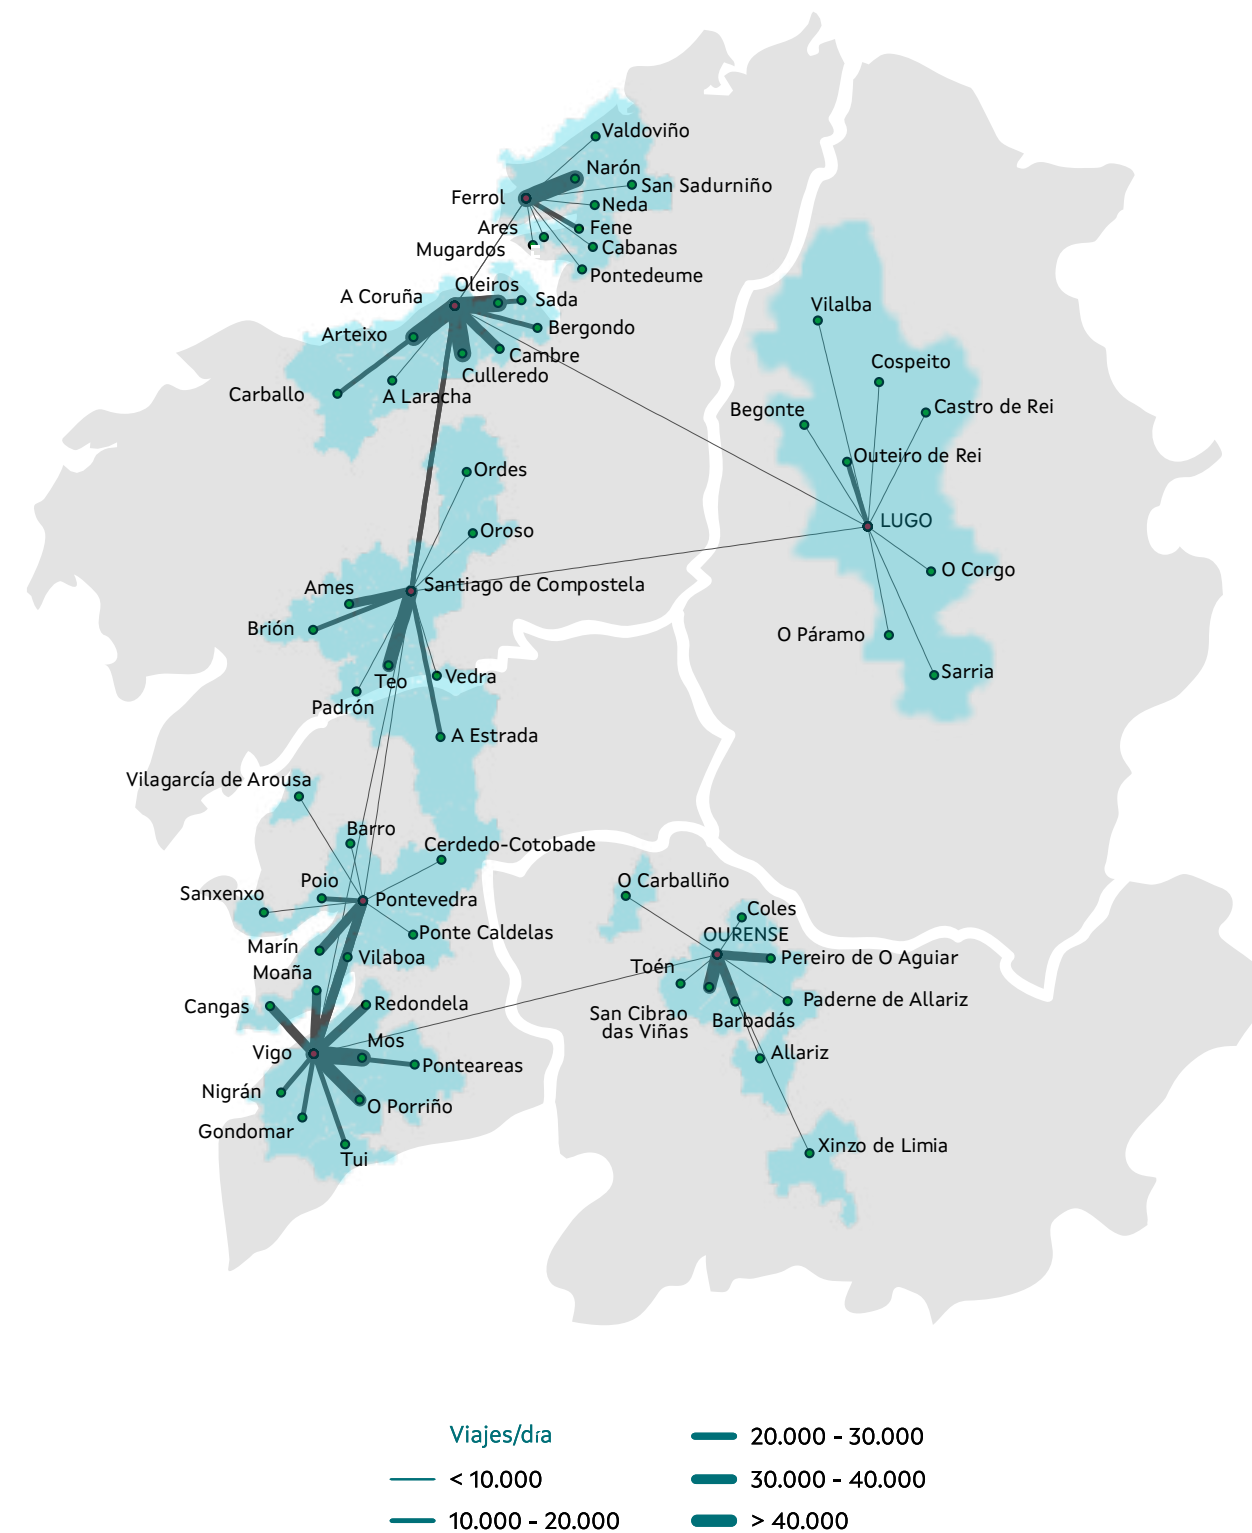 Valdoviño
Narón
San Sadurniño
Ferrol
Neda
Ares
Fene
Mugardos
Cabanas
Pontedeume
Oleiros
A Coruña
Sada
Bergondo
Arteixo
Cambre
Culleredo
Carballo
A Laracha
Vilalba
Cospeito
Begonte
Castro de Rei
Outeiro de Rei
Ordes
LUGO
Oroso
O Corgo
Santiago de Compostela
Ames
Brión
O Páramo
Sarria
Teo
Vedra
Padrón
A Estrada
Vilagarcía de Arousa
Barro
Cerdedo-Cotobade
Poio
O Carballiño
Sanxenxo
Pontevedra
Coles
Ponte Caldelas
OURENSE
Marín
Vilaboa
Pereiro de O Aguiar
Moaña
Toén
Cangas
Redondela
Paderne de Allariz
San Cibrao
das Viñas
Barbadás
Mos
Vigo
Allariz
Ponteareas
Nigrán
O Porriño
Gondomar
Tui
Xinzo de Limia
Viajes/día
< 10.000
10.000 - 20.000
20.000 - 30.000
30.000 - 40.000
> 40.000